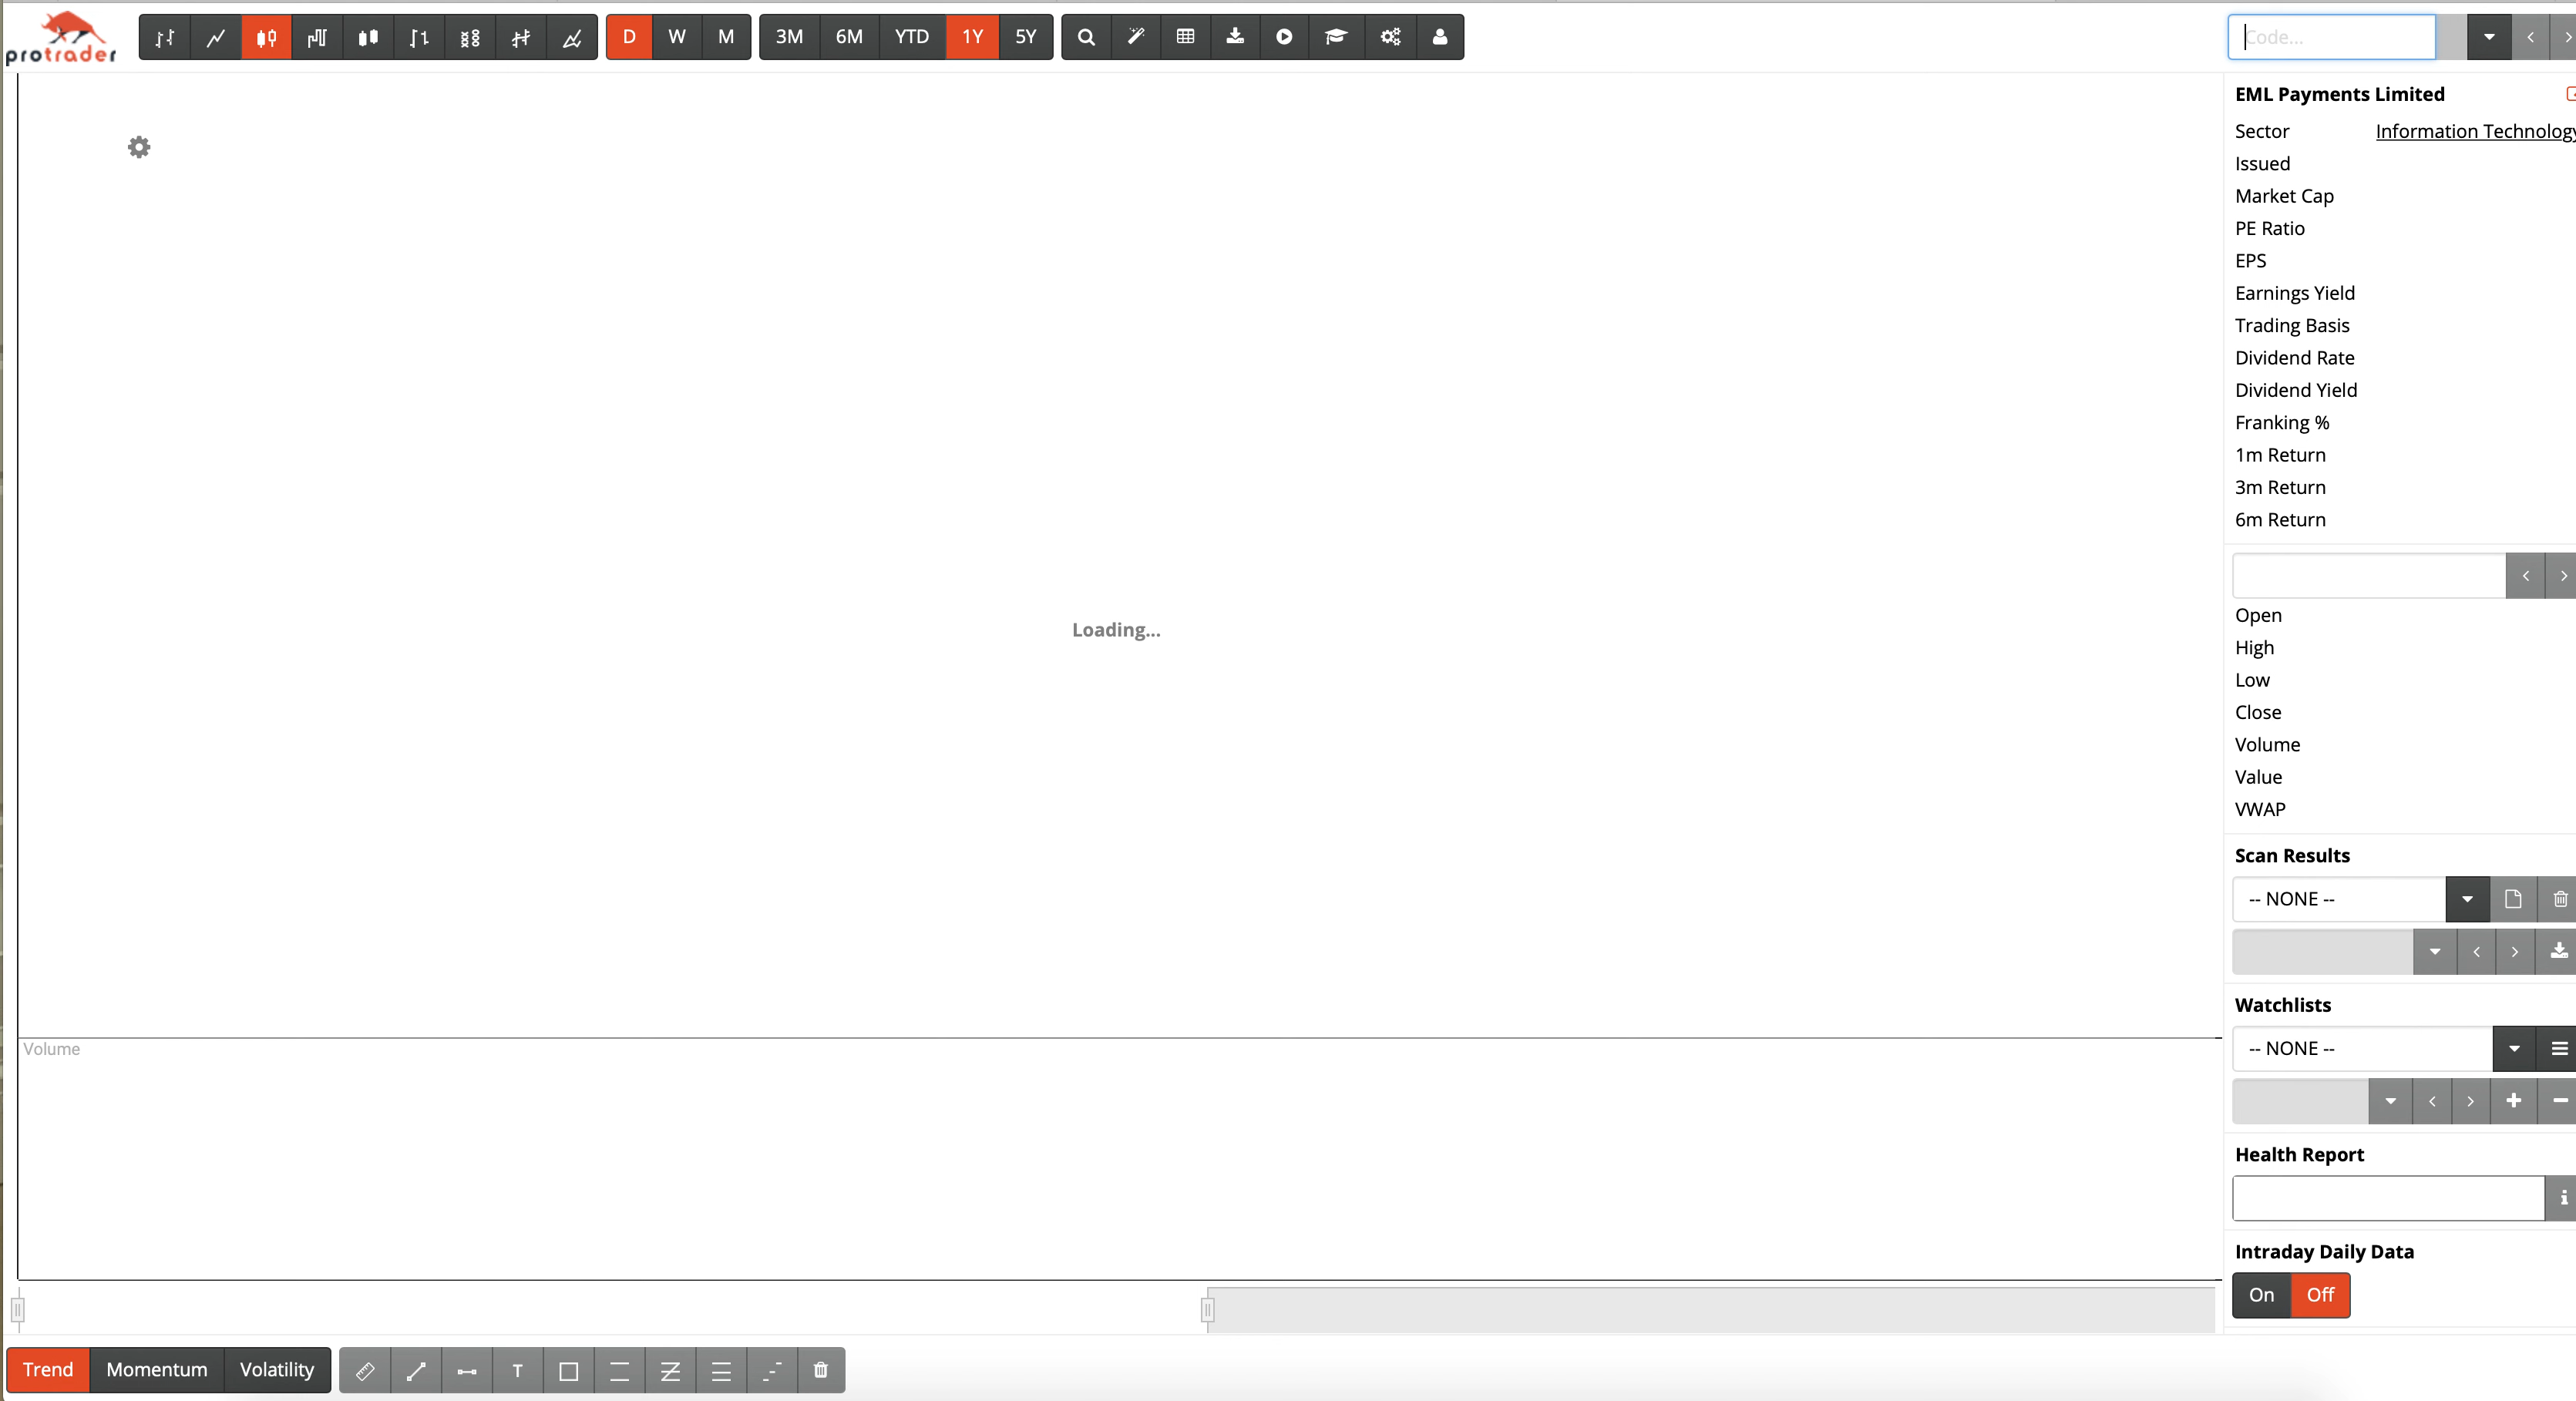 protrader
D W M
3M 6M YTD 1Y 5Y
Code...
EML Payments Limited
Sector Information Technology
Issued
Market Cap
PE Ratio
EPS
Earnings Yield
Trading Basis
Dividend Rate
Dividend Yield
Franking %
1m Return
3m Return
6m Return
Loading...
Open
High
Low
Close
Volume
Value
VWAP
Scan Results
-- NONE --
Watchlists
-- NONE --
Volume
Health Report
Intraday Daily Data
On Off
Trend Momentum Volatility
T